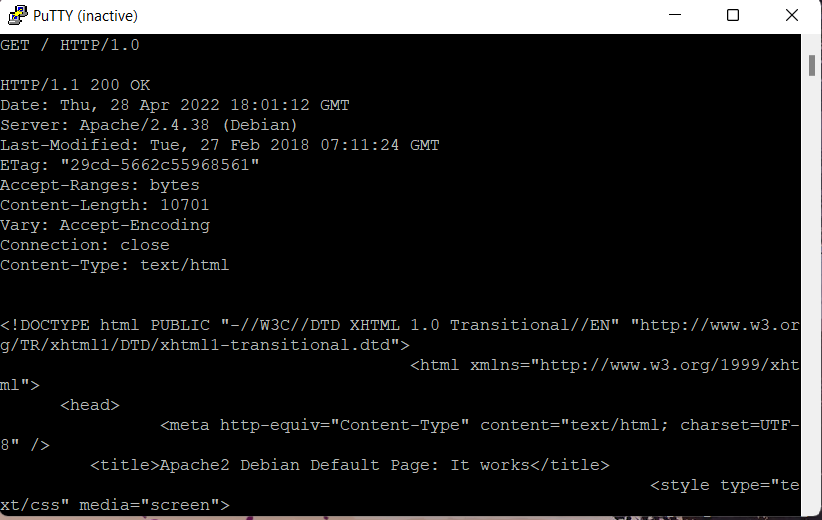 PuTTY (inactive)
GET / HTTP/1.0
HTTP/1.1 200 OK
Date: Thu, 28 Apr 2022 18:01:12 GMT
Server: Apache/2.4.38 (Debian)
Last-Modified: Tue, 27 Feb 2018 07:11:24 GMT
ETag: "29cd-5662c55968561"
Accept-Ranges: bytes
Content-Length: 10701
Vary: Accept-Encoding
Connection: close
Content-Type: text/html
<!DOCTYPE html PUBLIC "-//W3C//DTD XHTML 1.0 Transitional//EN" "http://www.w3.or
g/TR/xhtml1/DTD/xhtml1-transitional.dtd">
<html xmlns="http://www.w3.org/1999/xht
ml">
<head>
<meta http-equiv="Content-Type" content="text/html; charset=UTF-
8" />
<title>Apache2 Debian Default Page: It works</title>
<style type="te
xt/css" media="screen">